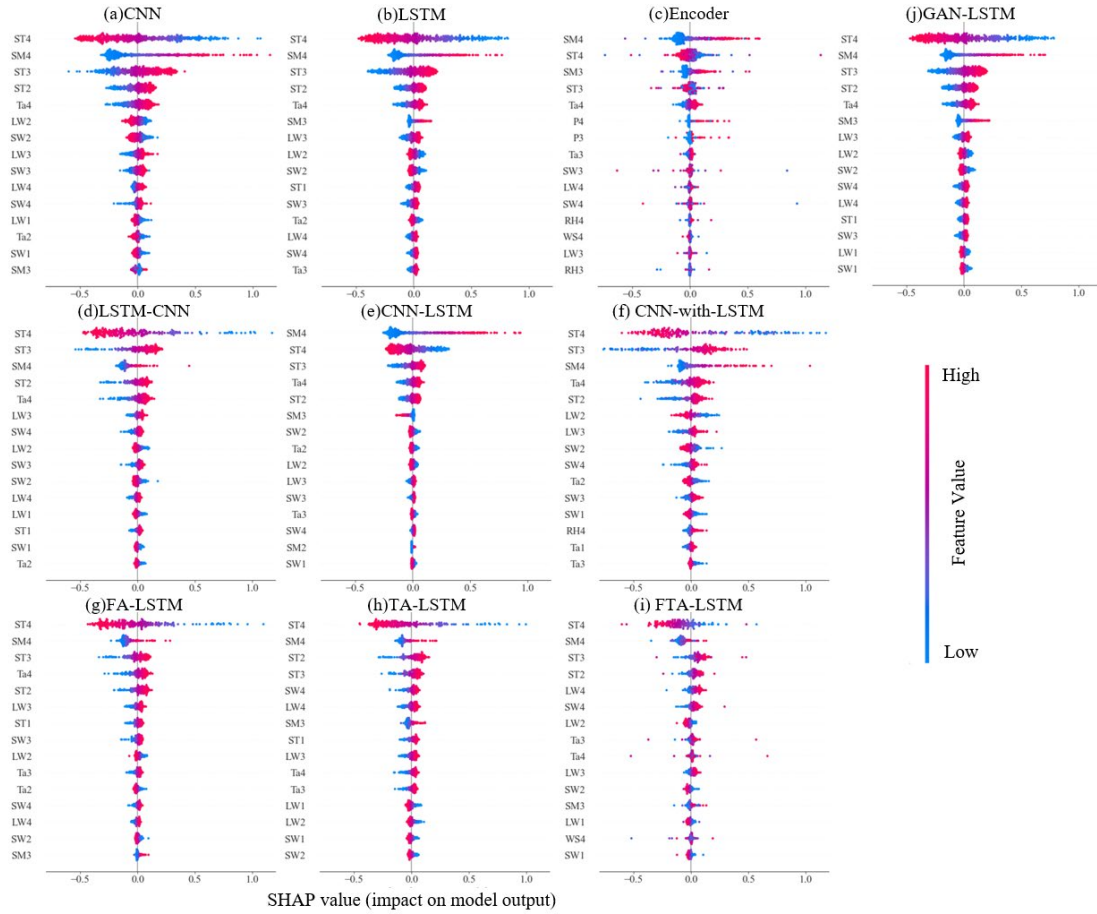 (a)CNN
ST4
SM4
ST3
ST2
Ta4
LW2
SW2
LW3
SW3
LW4
SW4
LW1
Ta2
SW1
SM3
−0.5 0.0 0.5 1.0
(b)LSTM
ST4
SM4
ST3
ST2
Ta4
SM3
LW3
LW2
SW2
ST1
SW3
Ta2
LW4
SW4
Ta3
−0.5 0.0 0.5 1.0
(c)Encoder
SM4
ST4
SM3
ST3
Ta4
P4
P3
Ta3
SW3
LW4
SW4
RH4
WS4
LW3
RH3
−0.5 0.0 0.5 1.0
(j)GAN-LSTM
ST4
SM4
ST3
ST2
Ta4
SM3
LW3
LW2
SW2
SW4
LW4
ST1
SW3
LW1
SW1
−0.5 0.0 0.5 1.0
(d)LSTM-CNN
ST4
ST3
SM4
ST2
Ta4
LW3
SW4
LW2
SW3
SW2
LW4
LW1
ST1
SW1
Ta2
−0.5 0.0 0.5 1.0
(e)CNN-LSTM
SM4
ST4
ST3
Ta4
ST2
SM3
SW2
Ta2
LW2
LW3
SW3
Ta3
SW4
SM2
SW1
−0.5 0.0 0.5 1.0
(f) CNN-with-LSTM
ST4
ST3
SM4
Ta4
ST2
LW2
LW3
SW2
SW4
Ta2
SW3
SW1
RH4
Ta1
Ta3
−0.5 0.0 0.5 1.0
High
Feature Value
Low
(g)FA-LSTM
ST4
SM4
ST3
Ta4
ST2
LW3
ST1
SW3
LW2
Ta3
Ta2
SW4
LW4
SW2
SM3
−0.5 0.0 0.5 1.0
(h)TA-LSTM
ST4
SM4
ST2
ST3
SW4
LW4
SM3
ST1
LW3
Ta4
Ta3
LW1
LW2
SW1
SW2
−0.5 0.0 0.5 1.0
(i) FTA-LSTM
ST4
SM4
ST3
ST2
LW4
SW4
LW2
Ta3
Ta4
LW3
SW2
SM3
LW1
WS4
SW1
−0.5 0.0 0.5 1.0
SHAP value (impact on model output)